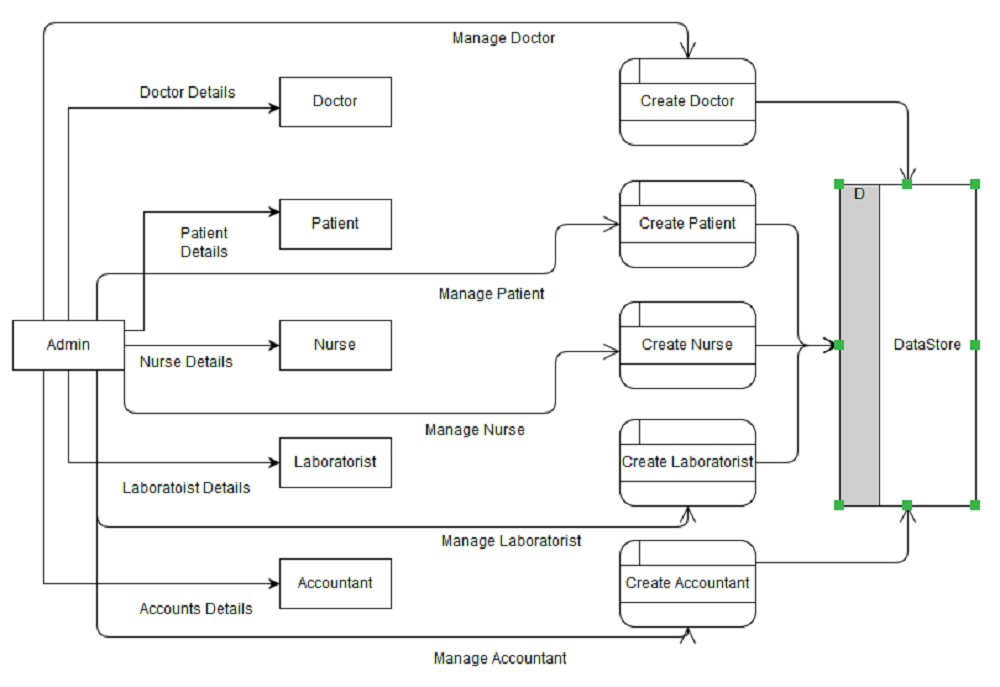 Manage Doctor
Doctor Details
Doctor
Create Doctor
D
Patient
Details
Patient
Create Patient
Manage Patient
Admin
Nurse Details
Nurse
Create Nurse
DataStore
Manage Nurse
Laboratorist
Create Laboratorist
Laboratoist Details
Manage Laboratorist
Accountant
Create Accountant
Accounts Details
Manage Accountant